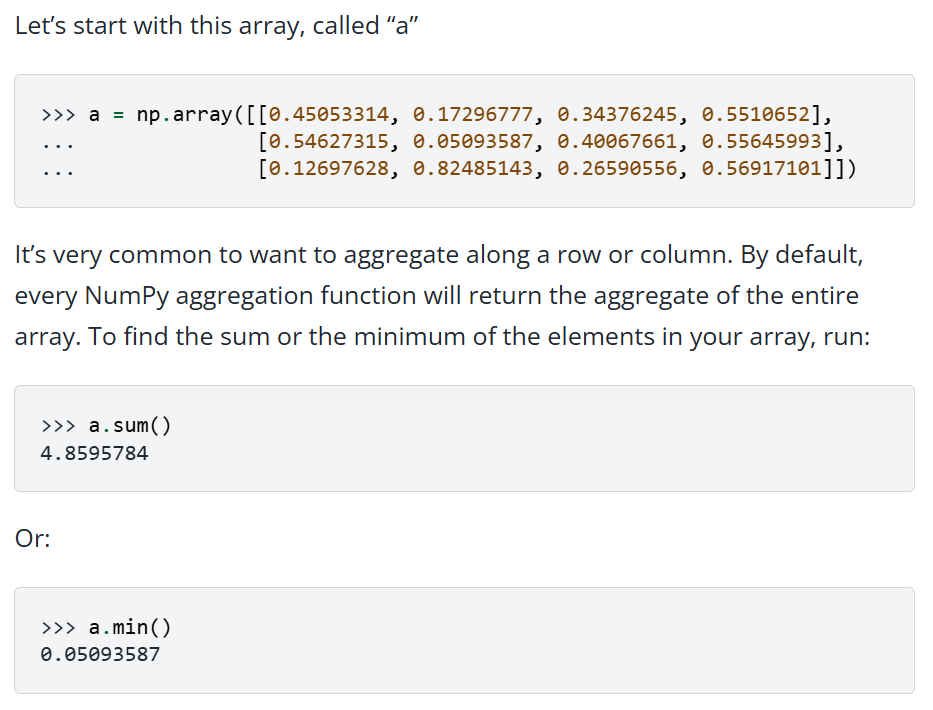 Let’s start with this array, called “a”
>>> a = np.array([[0.45053314, 0.17296777, 0.34376245, 0.5510652],
...               [0.54627315, 0.05093587, 0.40067661, 0.55645993],
...               [0.12697628, 0.82485143, 0.26590556, 0.56917101]])
It’s very common to want to aggregate along a row or column. By default,
every NumPy aggregation function will return the aggregate of the entire
array. To find the sum or the minimum of the elements in your array, run:
>>> a.sum()
4.8595784
Or:
>>> a.min()
0.05093587